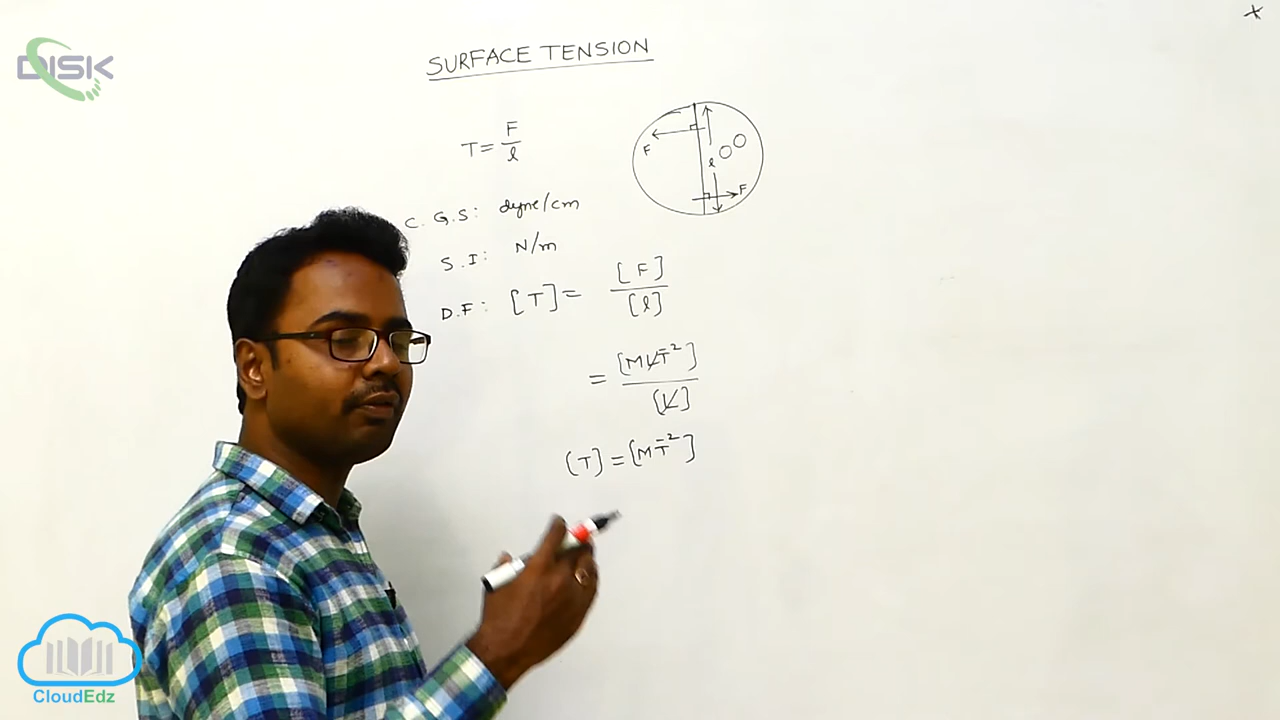 DISK
x
SURFACE TENSION
T = F/l
F
l
F
C.G.S: dyne/cm
S.I: N/m
D.F: [T] = [F]/[l]
= [MLT⁻²]/[L]
[T] = [MT⁻²]
CloudEdz